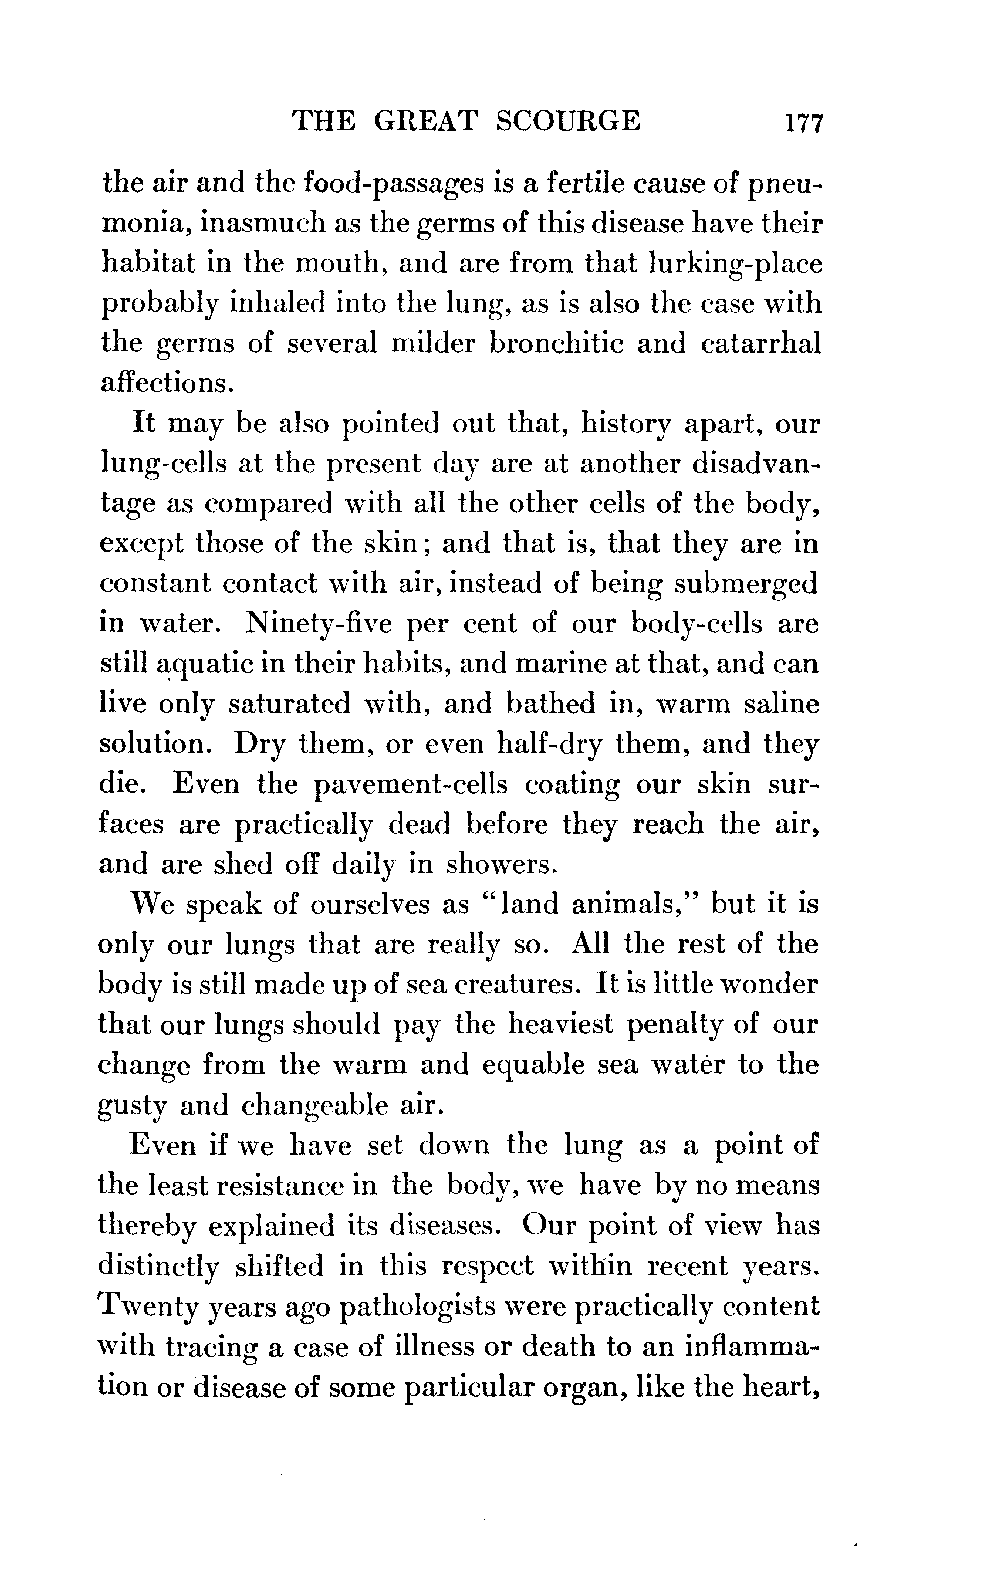 THE GREAT SCOURGE 177
the air and the food-passages is a fertile cause of pneu-
monia, inasmuch as the germs of this disease have their
habitat in the mouth, and are from that lurking-place
probably inhaled into the lung, as is also the case with
the germs of several milder bronchitic and catarrhal
affections.
It may be also pointed out that, history apart, our
lung-cells at the present day are at another disadvan-
tage as compared with all the other cells of the body,
except those of the skin; and that is, that they are in
constant contact with air, instead of being submerged
in water. Ninety-five per cent of our body-cells are
still aquatic in their habits, and marine at that, and can
live only saturated with, and bathed in, warm saline
solution. Dry them, or even half-dry them, and they
die. Even the pavement-cells coating our skin sur-
faces are practically dead before they reach the air,
and are shed off daily in showers.
We speak of ourselves as "land animals," but it is
only our lungs that are really so. All the rest of the
body is still made up of sea creatures. It is little wonder
that our lungs should pay the heaviest penalty of our
change from the warm and equable sea water to the
gusty and changeable air.
Even if we have set down the lung as a point of
the least resistance in the body, we have by no means
thereby explained its diseases. Our point of view has
distinctly shifted in this respect within recent years.
Twenty years ago pathologists were practically content
with tracing a case of illness or death to an inflamma-
tion or disease of some particular organ, like the heart,